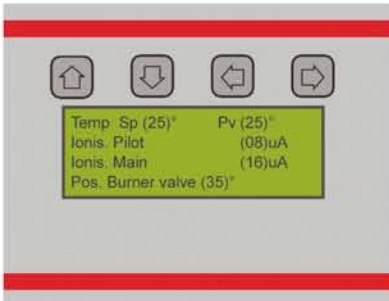 Temp Sp (25)° Pv (25)°
Ionis. Pilot (08)uA
Ionis. Main (16)uA
Pos. Burner valve (35)°